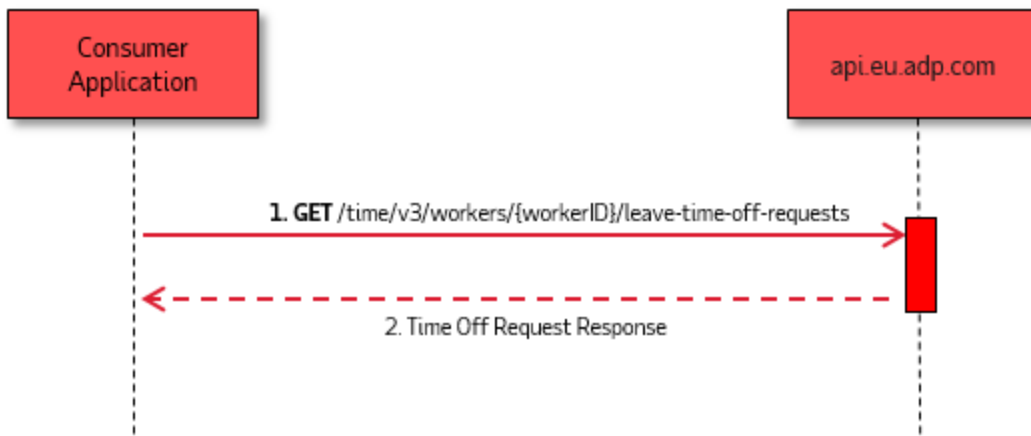 Consumer
Application
api.eu.adp.com
1. GET /time/v3/workers/{workerID}/leave-time-off-requests
2. Time Off Request Response